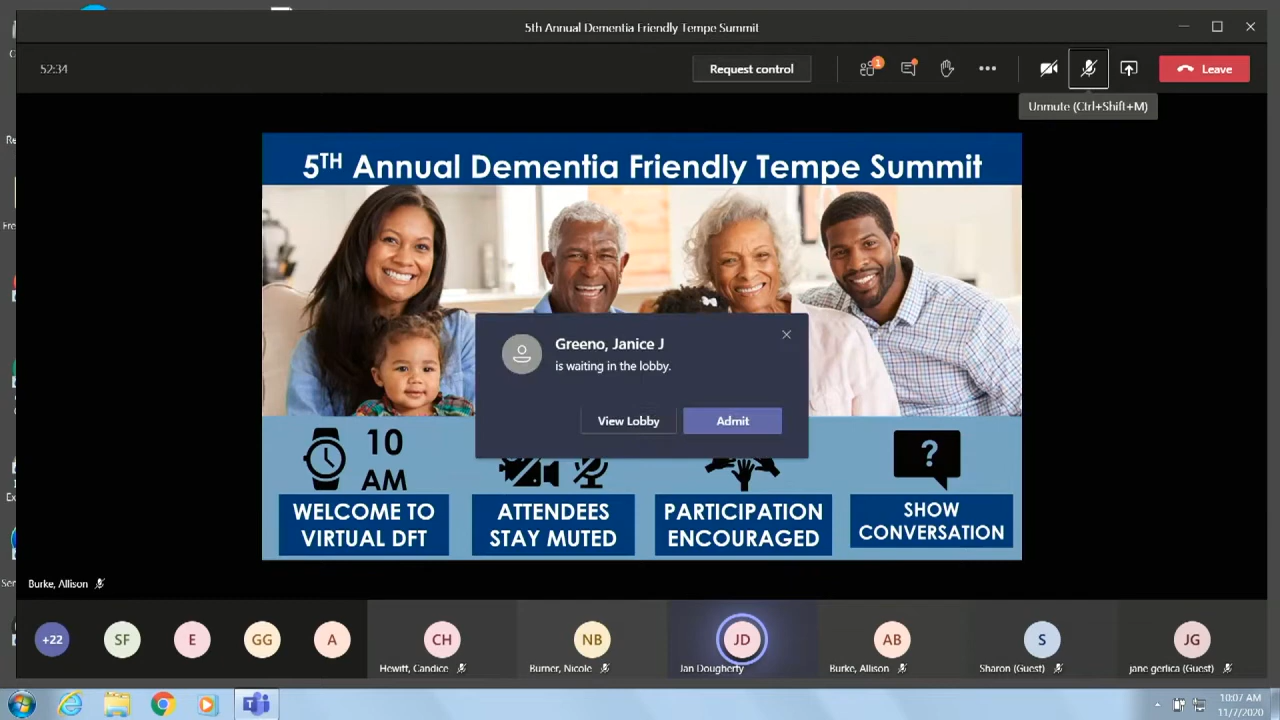 5th Annual Dementia Friendly Tempe Summit
52:34
Request control
1
Leave
Unmute (Ctrl+Shift+M)
5TH Annual Dementia Friendly Tempe Summit
Greeno, Janice J
is waiting in the lobby.
View Lobby
Admit
10
AM
?
WELCOME TO
VIRTUAL DFT
ATTENDEES
STAY MUTED
PARTICIPATION
ENCOURAGED
SHOW
CONVERSATION
Burke, Allison
+22
SF
E
GG
A
CH
NB
JD
AB
S
JG
Hewitt, Candice
Burner, Nicole
Jan Dougherty
Burke, Allison
Sharon (Guest)
jane gerlica (Guest)
10:07 AM
11/7/2020